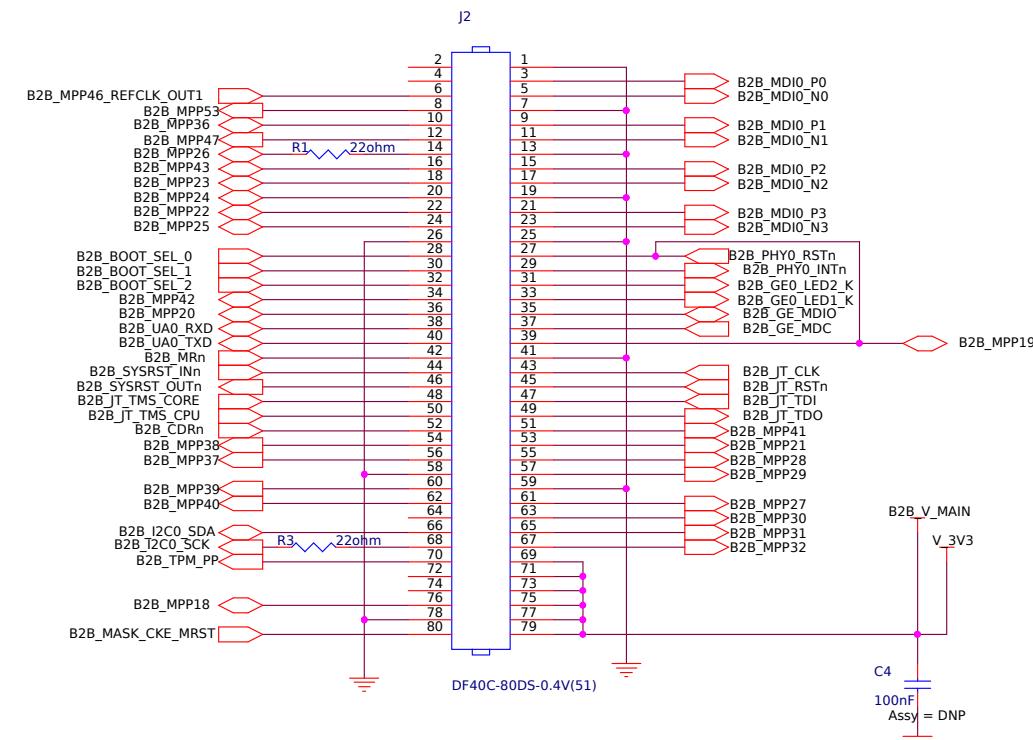 J2
2 1
4 3 B2B_MDI0_P0
B2B_MPP46_REFCLK_OUT1 6 5 B2B_MDI0_N0
B2B_MPP53 8 7
B2B_MPP36 10 9 B2B_MDI0_P1
B2B_MPP47 12 11 B2B_MDI0_N1
B2B_MPP26 R1 22ohm 14 13
B2B_MPP43 16 15 B2B_MDI0_P2
B2B_MPP23 18 17 B2B_MDI0_N2
B2B_MPP24 20 19
B2B_MPP22 22 21 B2B_MDI0_P3
B2B_MPP25 24 23 B2B_MDI0_N3
26 25
B2B_BOOT_SEL_0 28 27 B2B_PHY0_RSTn
B2B_BOOT_SEL_1 30 29 B2B_PHY0_INTn
B2B_BOOT_SEL_2 32 31 B2B_GE0_LED2_K
B2B_MPP42 34 33 B2B_GE0_LED1_K
B2B_MPP20 36 35 B2B_GE_MDIO
B2B_UA0_RXD 38 37 B2B_GE_MDC
B2B_UA0_TXD 40 39 B2B_MPP19
B2B_MRn 42 41
B2B_SYSRST_INn 44 43 B2B_JT_CLK
B2B_SYSRST_OUTn 46 45 B2B_JT_RSTn
B2B_JT_TMS_CORE 48 47 B2B_JT_TDI
B2B_JT_TMS_CPU 50 49 B2B_JT_TDO
B2B_CDRn 52 51 B2B_MPP41
B2B_MPP38 54 53 B2B_MPP21
B2B_MPP37 56 55 B2B_MPP28
58 57 B2B_MPP29
B2B_MPP39 60 59
B2B_MPP40 62 61 B2B_MPP27
64 63 B2B_MPP30 B2B_V_MAIN
B2B_I2C0_SDA 66 65 B2B_MPP31
B2B_I2C0_SCK R3 22ohm 68 67 B2B_MPP32 V_3V3
B2B_TPM_PP 70 69
72 71
74 73
B2B_MPP18 76 75
78 77
B2B_MASK_CKE_MRST 80 79
C4
DF40C-80DS-0.4V(51)
100nF
Assy = DNP